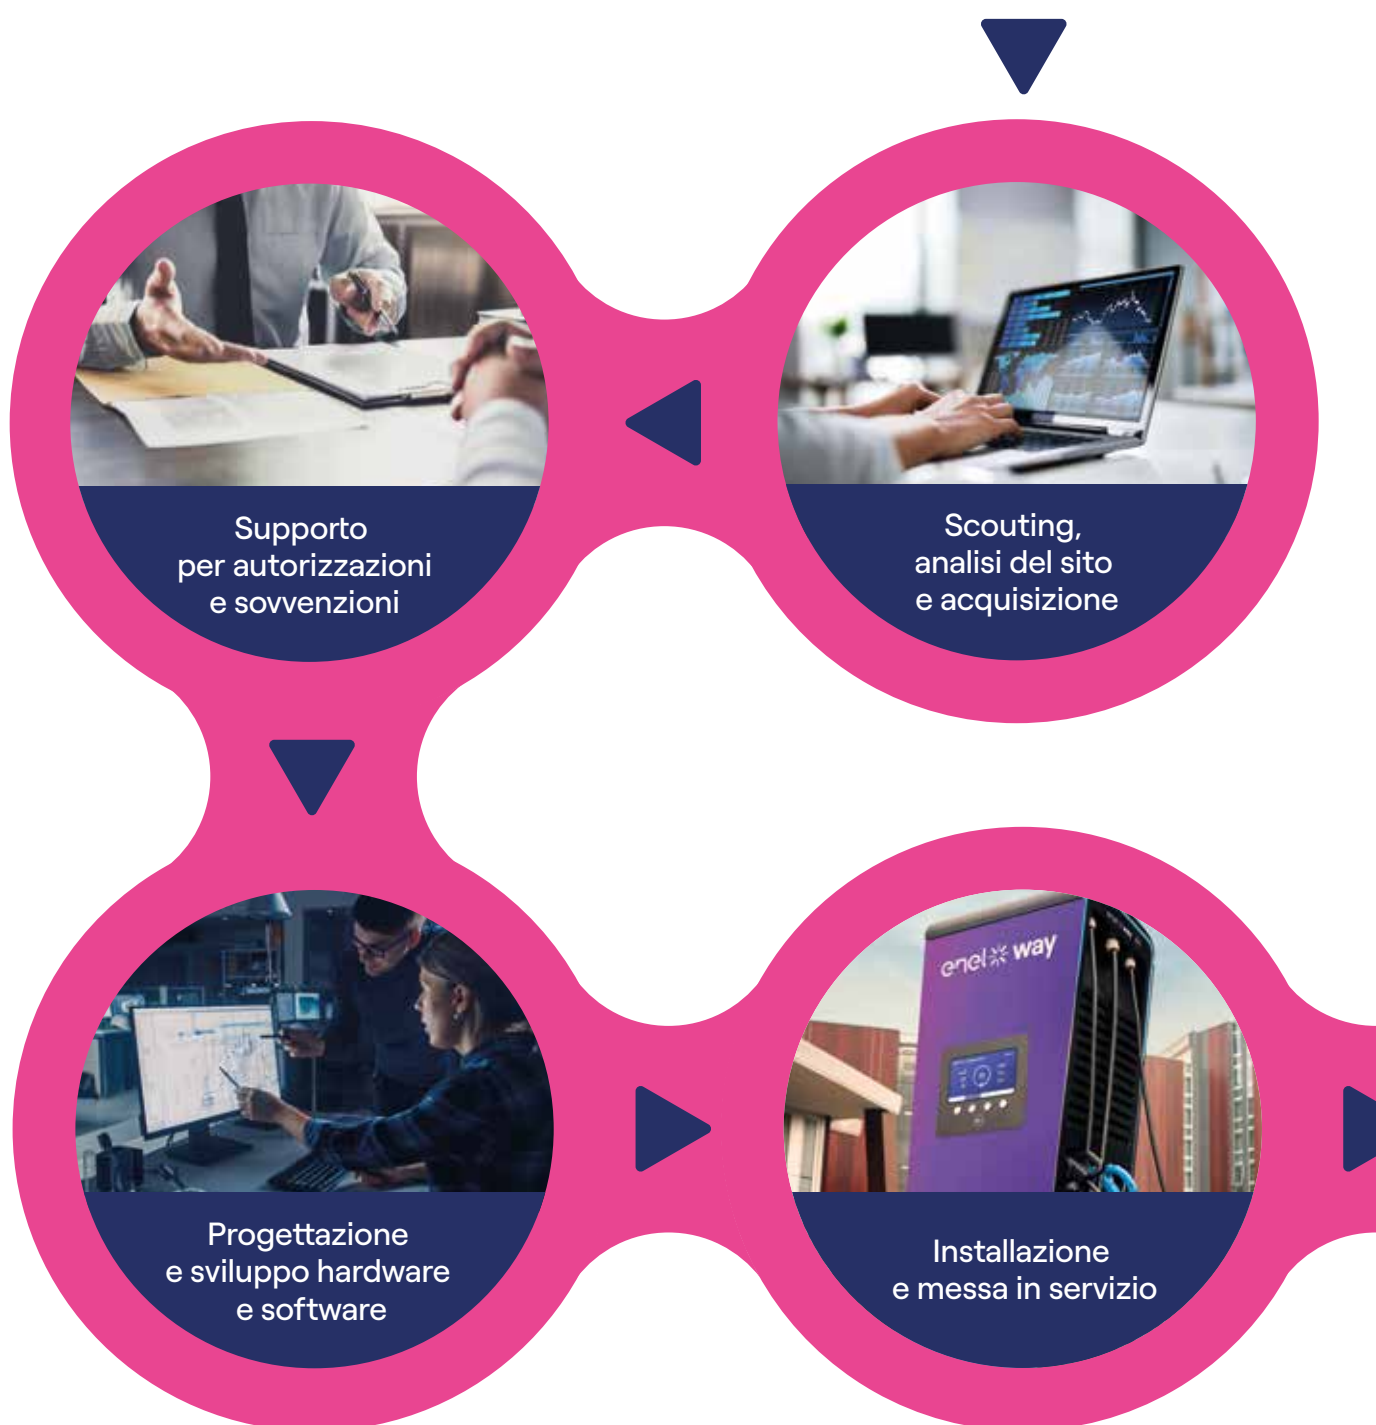 Supporto
per autorizzazioni
e sovvenzioni
Scouting,
analisi del sito
e acquisizione
enel way
Progettazione
e sviluppo hardware
e software
Installazione
e messa in servizio